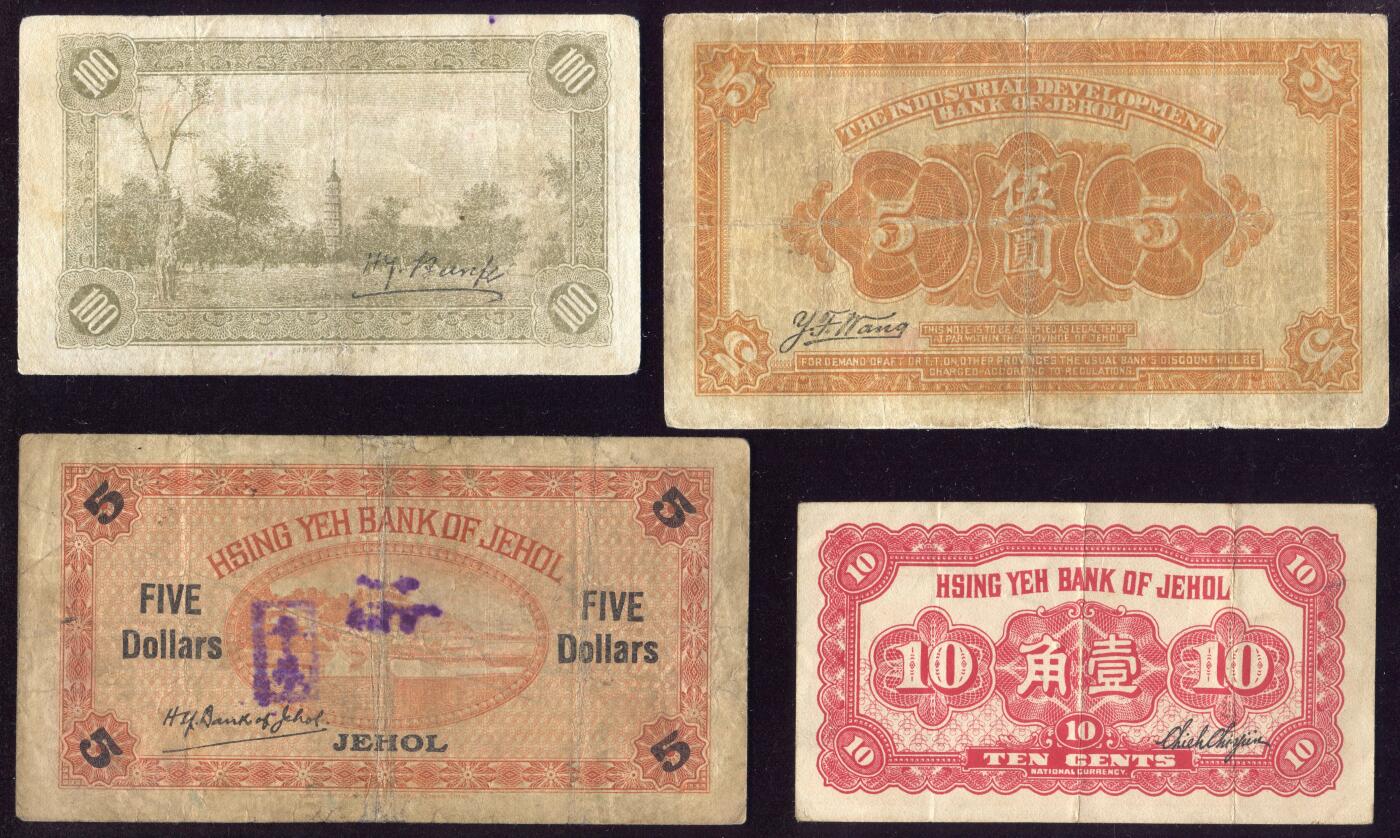 100
100
H.Y. Bank
100
100
5
5
THE INDUSTRIAL DEVELOPMENT
BANK OF JEHOL
5
伍圓
5
Y.F. Wang
THIS NOTE IS TO BE ACCEPTED AS LEGAL TENDER
AT PAR WITHIN THE PROVINCE OF JEHOL
5
5
FOR DEMAND DRAFT OR T.T. ON OTHER PROVINCES THE USUAL BANK'S DISCOUNT WILL BE
CHARGED ACCORDING TO REGULATIONS.
5
5
HSING YEH BANK OF JEHOL
FIVE
Dollars
FIVE
Dollars
H.Y. Bank of Jehol.
JEHOL
5
5
10
10
HSING YEH BANK OF JEHOL
10
角壹
10
10
10
10
TEN CENTS
NATIONAL CURRENCY.